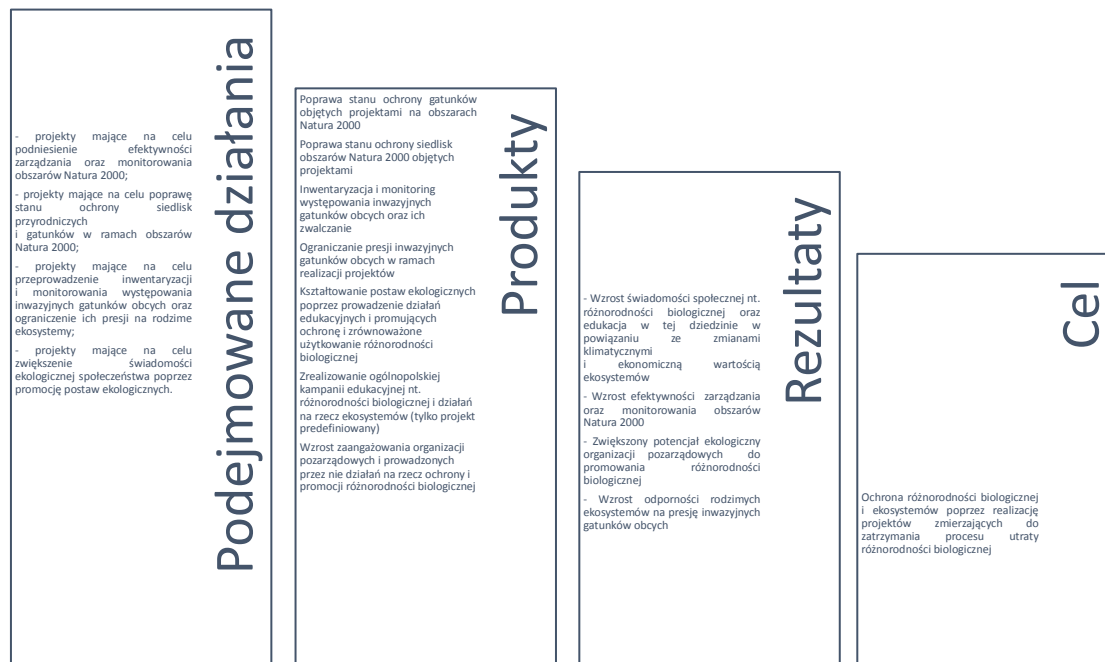 Podejmowane działania
- projekty mające na celu
podniesienie efektywności
zarządzania oraz monitorowania
obszarów Natura 2000;
- projekty mające na celu poprawę
stanu ochrony siedlisk
przyrodniczych
i gatunków w ramach obszarów
Natura 2000;
- projekty mające na celu
przeprowadzenie inwentaryzacji
i monitorowania występowania
inwazyjnych gatunków obcych oraz
ograniczenie ich presji na rodzime
ekosystemy;
- projekty mające na celu
zwiększenie świadomości
ekologicznej społeczeństwa poprzez
promocję postaw ekologicznych.
Produkty
Poprawa stanu ochrony gatunków
objętych projektami na obszarach
Natura 2000
Poprawa stanu ochrony siedlisk
obszarów Natura 2000 objętych
projektami
Inwentaryzacja i monitoring
występowania inwazyjnych
gatunków obcych oraz ich
zwalczanie
Ograniczanie presji inwazyjnych
gatunków obcych w ramach
realizacji projektów
Kształtowanie postaw ekologicznych
poprzez prowadzenie działań
edukacyjnych i promujących
ochronę i zrównoważone
użytkowanie różnorodności
biologicznej
Zrealizowanie ogólnopolskiej
kampanii edukacyjnej nt.
różnorodności biologicznej i działań
na rzecz ekosystemów (tylko projekt
predefiniowany)
Wzrost zaangażowania organizacji
pozarządowych i prowadzonych
przez nie działań na rzecz ochrony i
promocji różnorodności biologicznej
Rezultaty
- Wzrost świadomości społecznej nt.
różnorodności biologicznej oraz
edukacja w tej dziedzinie w
powiązaniu ze zmianami
klimatycznymi
i ekonomiczną wartością
ekosystemów
- Wzrost efektywności zarządzania
oraz monitorowania obszarów
Natura 2000
- Zwiększony potencjał ekologiczny
organizacji pozarządowych do
promowania różnorodności
biologicznej
- Wzrost odporności rodzimych
ekosystemów na presję inwazyjnych
gatunków obcych
Cel
Ochrona różnorodności biologicznej
i ekosystemów poprzez realizację
projektów zmierzających do
zatrzymania procesu utraty
różnorodności biologicznej